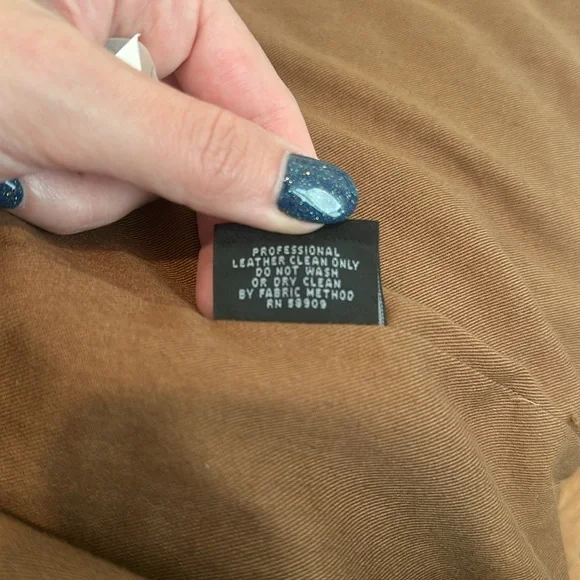 PROFESSIONAL
LEATHER CLEAN ONLY
DO NOT WASH
OR DRY CLEAN
BY FABRIC METHOD
RN 58909